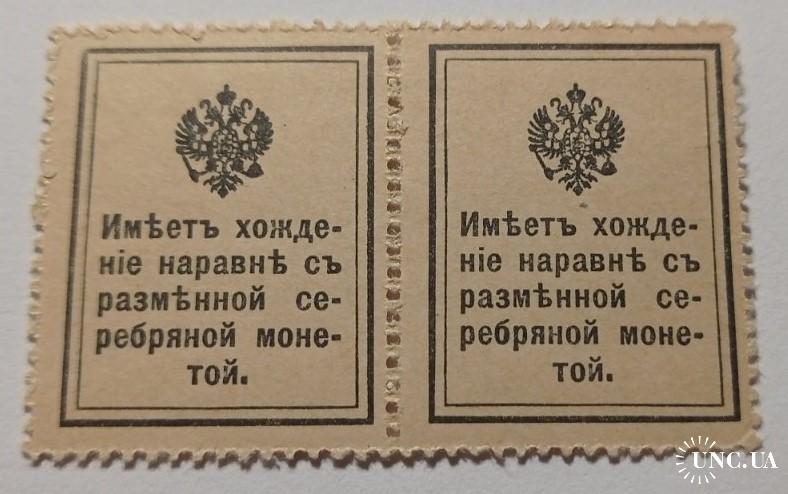 Имѣетъ хожде-
ніе наравнѣ съ
размѣнной се-
ребряной моне-
той.
Имѣетъ хожде-
ніе наравнѣ съ
размѣнной се-
ребряной моне-
той.
UNC.UA